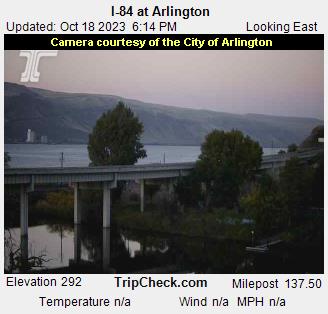 I-84 at Arlington
Updated: Oct 18 2023 6:14 PM Looking East
Camera courtesy of the City of Arlington
Elevation 292 TripCheck.com Milepost 137.50
Temperature n/a Wind n/a MPH n/a